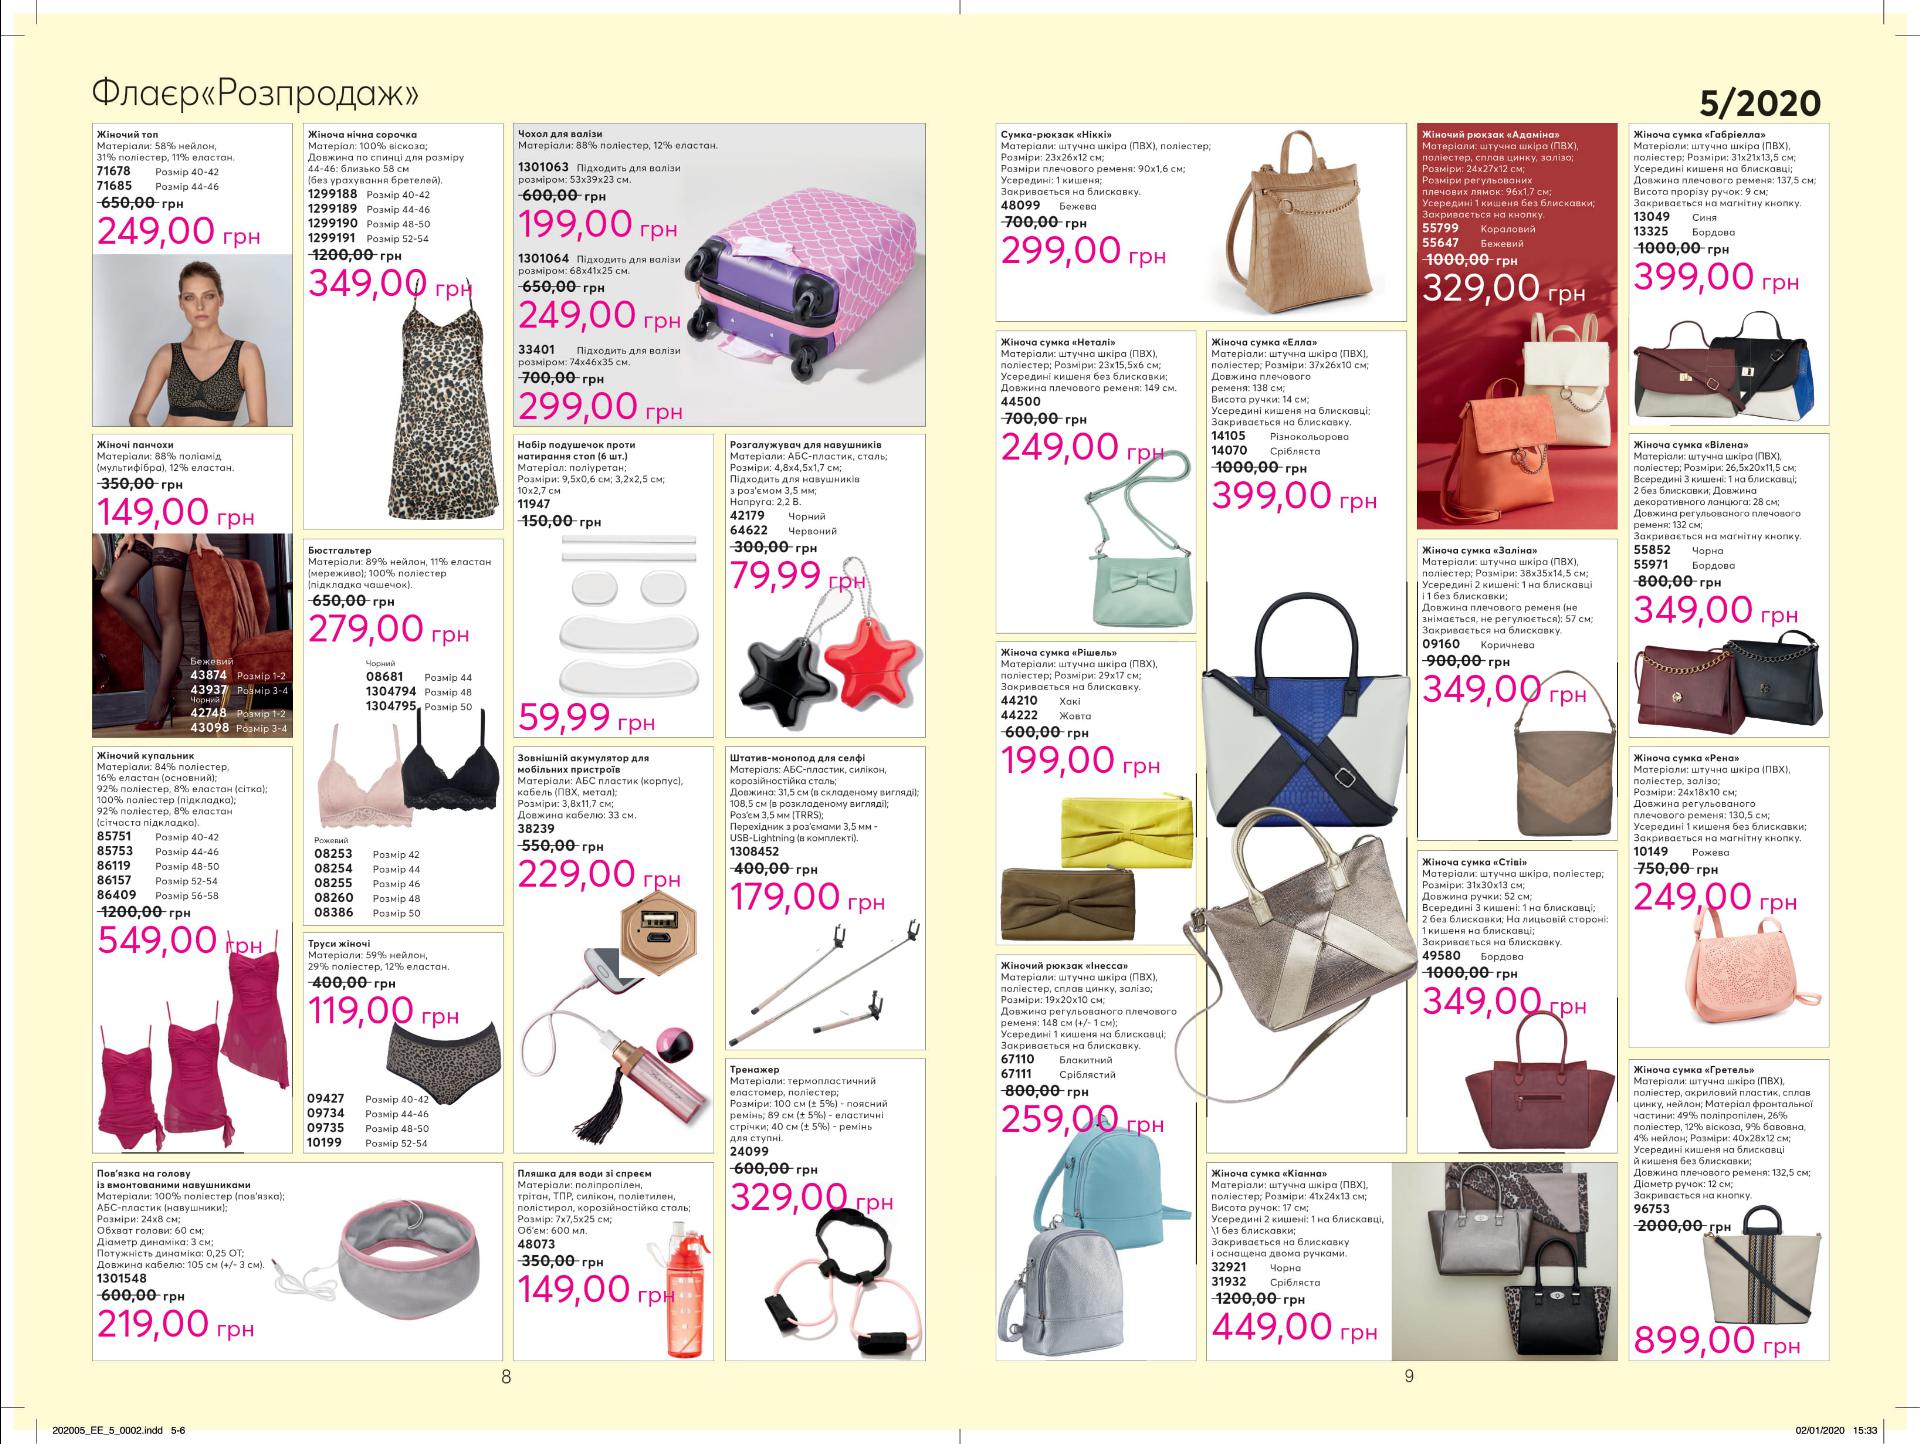 Флаєр«Розпродаж»
5/2020
Жіночий топ
Матеріали: 58% нейлон,
31% поліестер, 11% еластан.
71678 Розмір 40-42
71685 Розмір 44-46
650,00 грн
249,00 грн
Жіночі панчохи
Матеріали: 88% поліамід
(мультифібра), 12% еластан.
350,00 грн
149,00 грн
Бежевий
43874 Розмір 1-2
43937 Розмір 3-4
Чорний
42748 Розмір 1-2
43098 Розмір 3-4
Жіночий купальник
Матеріали: 84% поліестер,
16% еластан (основний);
92% поліестер, 8% еластан (сітка);
100% поліестер (підкладка);
92% поліестер, 8% еластан
(сітчаста підкладка).
85751 Розмір 40-42
85753 Розмір 44-46
86119 Розмір 48-50
86157 Розмір 52-54
86409 Розмір 56-58
1200,00 грн
549,00 грн
Жіноча нічна сорочка
Матеріал: 100% віскоза;
Довжина по спинці для розміру
44-46: близько 58 см
(без урахування бретелей).
1299188 Розмір 40-42
1299189 Розмір 44-46
1299190 Розмір 48-50
1299191 Розмір 52-54
1200,00 грн
349,00 грн
Бюстгальтер
Матеріали: 89% нейлон, 11% еластан
(мереживо); 100% поліестер
(підкладка чашечок).
650,00 грн
279,00 грн
Чорний
08681 Розмір 44
1304794 Розмір 48
1304795 Розмір 50
Рожевий
08253 Розмір 42
08254 Розмір 44
08255 Розмір 46
08260 Розмір 48
08386 Розмір 50
Труси жіночі
Матеріали: 59% нейлон,
29% поліестер, 12% еластан.
400,00 грн
119,00 грн
09427 Розмір 40-42
09734 Розмір 44-46
09735 Розмір 48-50
10199 Розмір 52-54
Пов'язка на голову
із вмонтованими навушниками
Матеріали: 100% поліестер (пов'язка);
АБС-пластик (навушники);
Розміри: 24х8 см;
Обхват голови: 60 см;
Діаметр динаміка: 3 см;
Потужність динаміка: 0,25 ОТ;
Довжина кабелю: 105 см (+/- 3 см).
1301548
600,00 грн
219,00 грн
Чохол для валізи
Матеріали: 88% поліестер, 12% еластан.
1301063 Підходить для валізи
розміром: 53х39х23 см.
600,00 грн
199,00 грн
1301064 Підходить для валізи
розміром: 68х41х25 см.
650,00 грн
249,00 грн
33401 Підходить для валізи
розміром: 74х46х35 см.
700,00 грн
299,00 грн
Набір подушечок проти
натирання стоп (6 шт.)
Матеріал: поліуретан;
Розміри: 9,5х0,6 см; 3,2х2,5 см;
10х2,7 см
11947
150,00 грн
59,99 грн
Розгалужувач для навушників
Матеріали: АБС-пластик, сталь;
Розміри: 4,8х4,5х1,7 см;
Підходить для навушників
з роз'ємом 3,5 мм;
Напруга: 2,2 В.
42179 Чорний
64622 Червоний
300,00 грн
79,99 грн
Зовнішній акумулятор для
мобільних пристроїв
Матеріали: АБС пластик (корпус),
кабель (ПВХ, метал);
Розміри: 3,8х11,7 см;
Довжина кабелю: 33 см.
38239
550,00 грн
229,00 грн
Штатив-монопод для селфі
Матеріалs: АБС-пластик, силікон,
корозійностійка сталь;
Довжина: 31,5 см (в складеному вигляді);
108,5 см (в розкладеному вигляді);
Роз'єм 3,5 мм (TRRS);
Перехідник з роз'ємами 3,5 мм -
USB-Lightning (в комплекті).
1308452
400,00 грн
179,00 грн
Пляшка для води зі спреєм
Матеріали: поліпропілен,
трітан, ТПР, силікон, поліетилен,
полістирол, корозійностійка сталь;
Розмір: 7х7,5х25 см;
Об'єм: 600 мл.
48073
350,00 грн
149,00 грн
Тренажер
Матеріали: термопластичний
еластомер, поліестер;
Розміри: 100 см (± 5%) - поясний
ремінь; 89 см (± 5%) - еластичні
стрічки; 40 см (± 5%) - ремінь
для ступні.
24099
600,00 грн
329,00 грн
8
Сумка-рюкзак «Ніккі»
Матеріали: штучна шкіра (ПВХ), поліестер;
Розміри: 23х26х12 см;
Розміри плечового ременя: 90х1,6 см;
Усередині: 1 кишеня;
Закривається на блискавку.
48099 Бежева
700,00 грн
299,00 грн
Жіноча сумка «Неталі»
Матеріали: штучна шкіра (ПВХ),
поліестер; Розміри: 23х15,5х6 см;
Усередині кишеня без блискавки;
Довжина плечового ременя: 149 см.
44500
700,00 грн
249,00 грн
Жіноча сумка «Рішель»
Матеріали: штучна шкіра (ПВХ),
поліестер; Розміри: 29х17 см;
Закривається на блискавку.
44210 Хакі
44222 Жовта
600,00 грн
199,00 грн
Жіночий рюкзак «Інесса»
Матеріали: штучна шкіра (ПВХ),
поліестер, сплав цинку, залізо;
Розміри: 19х20х10 см;
Довжина регульованого плечового
ременя: 148 см (+/- 1 см);
Усередині 1 кишеня на блискавці;
Закривається на блискавку.
67110 Блакитний
67111 Сріблястий
800,00 грн
259,00 грн
Жіноча сумка «Елла»
Матеріали: штучна шкіра (ПВХ),
поліестер; Розміри: 37х26х10 см;
Довжина плечового
ременя: 138 см;
Висота ручки: 14 см;
Усередині кишеня на блискавці;
Закривається на блискавку.
14105 Різнокольорова
14070 Срібляста
1000,00 грн
399,00 грн
Жіноча сумка «Кіанна»
Матеріали: штучна шкіра (ПВХ),
поліестер; Розміри: 41х24х13 см;
Висота ручок: 17 см;
Усередині 2 кишені: 1 на блискавці,
\1 без блискавки;
Закривається на блискавку
і оснащена двома ручками.
32921 Чорна
31932 Срібляста
1200,00 грн
449,00 грн
Жіночий рюкзак «Адаміна»
Матеріали: штучна шкіра (ПВХ),
поліестер, сплав цинку, залізо;
Розміри: 24х27х12 см;
Розміри регульованих
плечових лямок: 96х1,7 см;
Усередині 1 кишеня без блискавки;
Закривається на кнопку.
55799 Кораловий
55647 Бежевий
1000,00 грн
329,00 грн
Жіноча сумка «Заліна»
Матеріали: штучна шкіра (ПВХ),
поліестер; Розміри: 38х35х14,5 см;
Усередині 2 кишені: 1 на блискавці
і 1 без блискавки;
Довжина плечового ременя (не
знімається, не регулюється): 57 см;
Закривається на блискавку.
09160 Коричнева
900,00 грн
349,00 грн
Жіноча сумка «Стіві»
Матеріали: штучна шкіра, поліестер;
Розміри: 31х30х13 см;
Довжина ручки: 52 см;
Всередині 3 кишені: 1 на блискавці;
2 без блискавки; На лицьовій стороні:
1 кишеня на блискавці;
Закривається на блискавку.
49580 Бордова
1000,00 грн
349,00 грн
Жіноча сумка «Габріелла»
Матеріали: штучна шкіра (ПВХ),
поліестер; Розміри: 31х21х13,5 см;
Усередині кишеня на блискавці;
Довжина плечового ременя: 137,5 см;
Висота прорізу ручок: 9 см;
Закривається на магнітну кнопку.
13049 Синя
13325 Бордова
1000,00 грн
399,00 грн
Жіноча сумка «Вілена»
Матеріали: штучна шкіра (ПВХ),
поліестер; Розміри: 26,5х20х11,5 см;
Всередині 3 кишені: 1 на блискавці;
2 без блискавки; Довжина
декоративного ланцюга: 28 см;
Довжина регульованого плечового
ременя: 132 см;
Закривається на магнітну кнопку.
55852 Чорна
55971 Бордова
800,00 грн
349,00 грн
Жіноча сумка «Рена»
Матеріали: штучна шкіра (ПВХ),
поліестер, залізо;
Розміри: 24х18х10 см;
Довжина регульованого
плечового ременя: 130,5 см;
Усередині 1 кишеня без блискавки;
Закривається на магнітну кнопку.
10149 Рожева
750,00 грн
249,00 грн
Жіноча сумка «Гретель»
Матеріали: штучна шкіра (ПВХ),
поліестер, акриловий пластик, сплав
цинку, нейлон; Матеріал фронтальної
частини: 49% поліпропілен, 26%
поліестер, 12% віскоза, 9% бавовна,
4% нейлон; Розміри: 40х28х12 см;
Усередині кишеня на блискавці
й кишеня без блискавки;
Довжина плечового ременя: 132,5 см;
Діаметр ручок: 12 см;
Закривається на кнопку.
96753
2000,00 грн
899,00 грн
9
202005_EE_5_0002.indd 5-6
02/01/2020 15:33